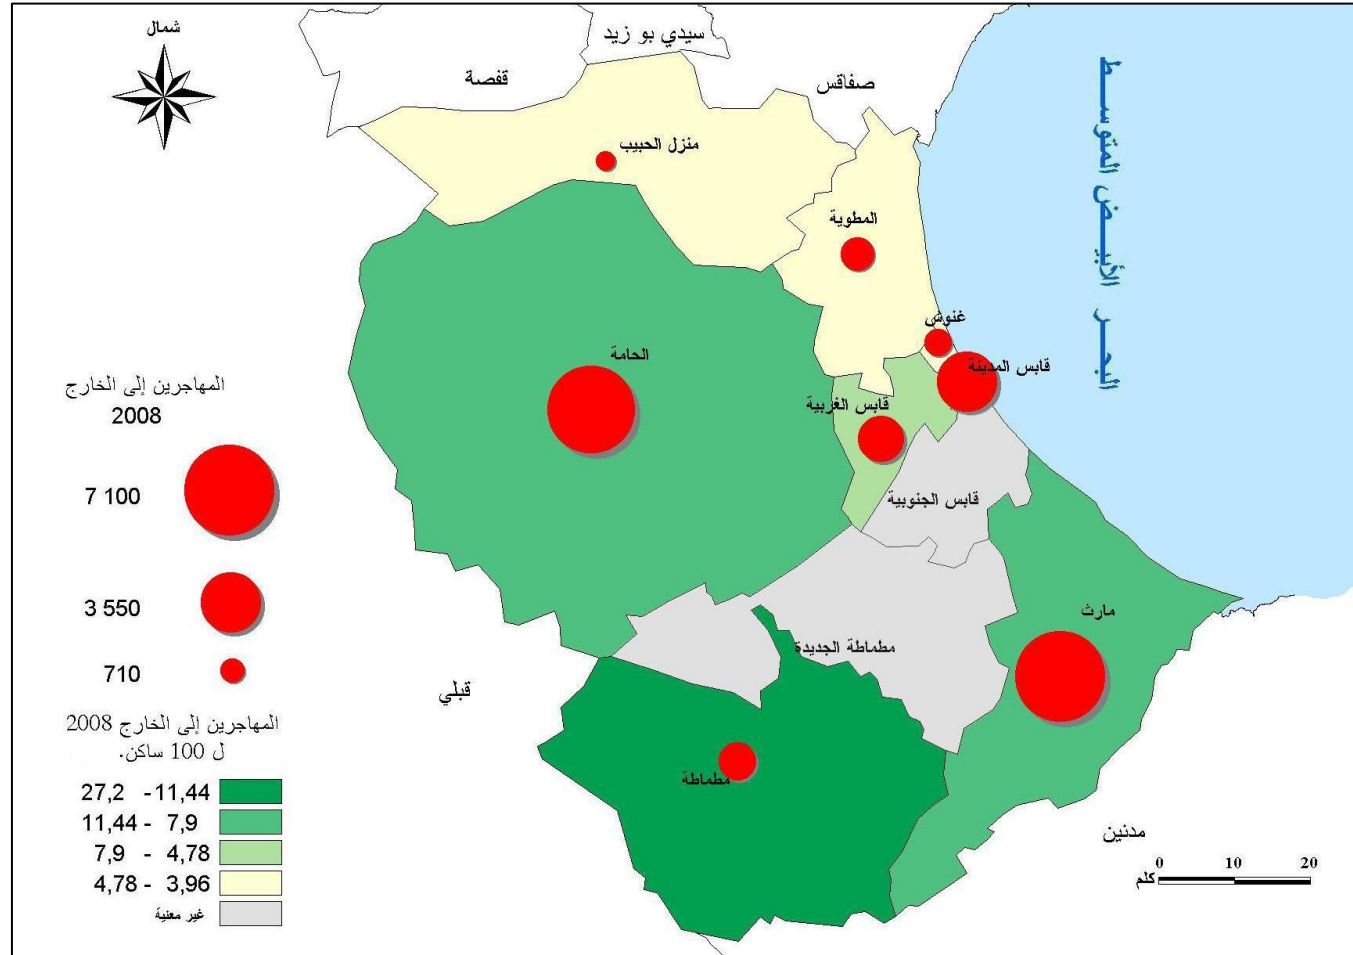 شمال
سيدي بو زيد
قفصة
صفاقس
البحر الأبيض المتوسط
منزل الحبيب
المطوية
غنوش
قابس المدينة
الحامة
قابس الغربية
قابس الجنوبية
مارث
مطماطة الجديدة
قبلي
مطماطة
مدنين
المهاجرين إلى الخارج
2008
7 100
3 550
710
المهاجرين إلى الخارج 2008
ل 100 ساكن.
27,2 -11,44
11,44 - 7,9
7,9 - 4,78
4,78 - 3,96
غير معنية
0 10 20
كلم